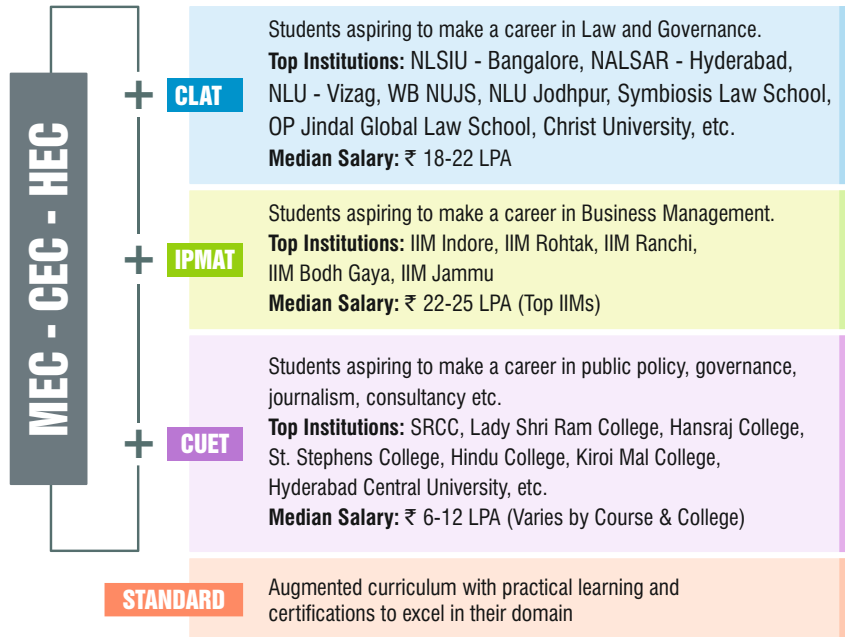 MEC - CEC - HEC
+ CLAT
Students aspiring to make a career in Law and Governance.
Top Institutions: NLSIU - Bangalore, NALSAR - Hyderabad,
NLU - Vizag, WB NUJS, NLU Jodhpur, Symbiosis Law School,
OP Jindal Global Law School, Christ University, etc.
Median Salary: ₹ 18-22 LPA
+ IPMAT
Students aspiring to make a career in Business Management.
Top Institutions: IIM Indore, IIM Rohtak, IIM Ranchi,
IIM Bodh Gaya, IIM Jammu
Median Salary: ₹ 22-25 LPA (Top IIMs)
+ CUET
Students aspiring to make a career in public policy, governance,
journalism, consultancy etc.
Top Institutions: SRCC, Lady Shri Ram College, Hansraj College,
St. Stephens College, Hindu College, Kiroi Mal College,
Hyderabad Central University, etc.
Median Salary: ₹ 6-12 LPA (Varies by Course & College)
STANDARD
Augmented curriculum with practical learning and
certifications to excel in their domain